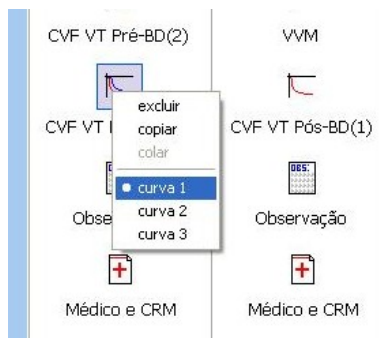 CVF VT Pré-BD(2)
VVM
CVF VT
CVF VT Pós-BD(1)
excluir
copiar
colar
curva 1
curva 2
curva 3
OBS.
Observação
Médico e CRM
Médico e CRM